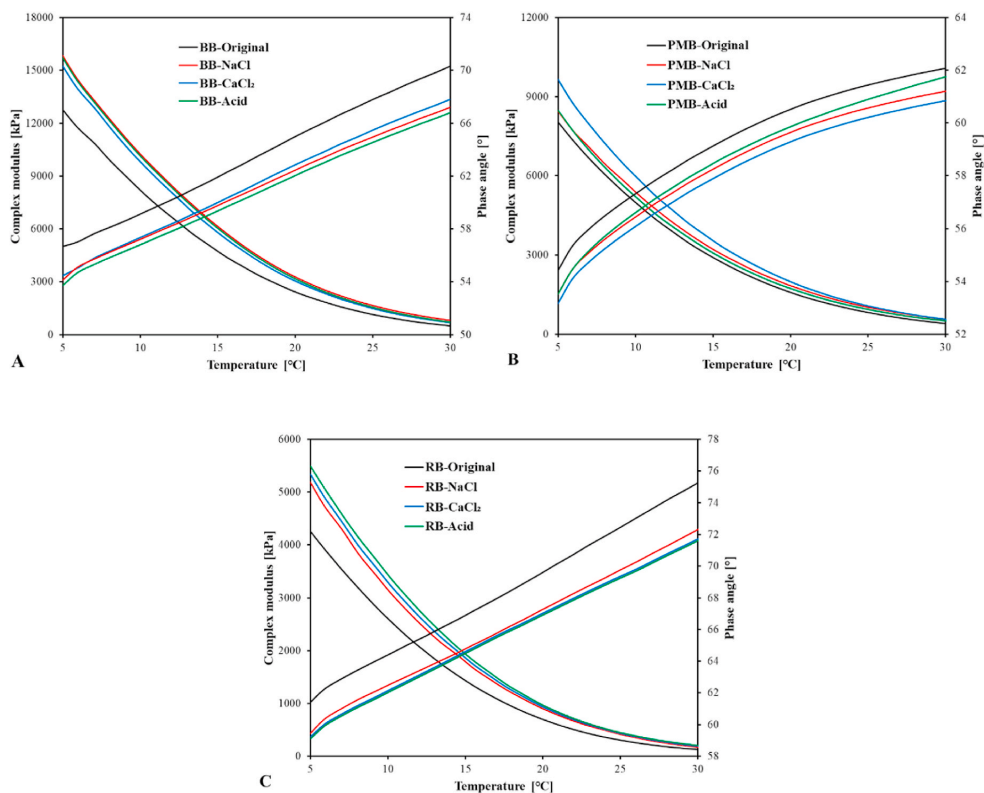 18000
15000
12000
9000
6000
3000
0
Complex modulus [kPa]
BB-Original
BB-NaCl
BB-CaCl₂
BB-Acid
74
70
66
62
58
54
50
Phase angle [°]
5 10 15 20 25 30
Temperature [°C]
A
12000
9000
6000
3000
0
Complex modulus [kPa]
PMB-Original
PMB-NaCl
PMB-CaCl₂
PMB-Acid
64
62
60
58
56
54
52
Phase angle [°]
5 10 15 20 25 30
Temperature [°C]
B
6000
5000
4000
3000
2000
1000
0
Complex modulus [kPa]
RB-Original
RB-NaCl
RB-CaCl₂
RB-Acid
78
76
74
72
70
68
66
64
62
60
58
Phase angle [°]
5 10 15 20 25 30
Temperature [°C]
C